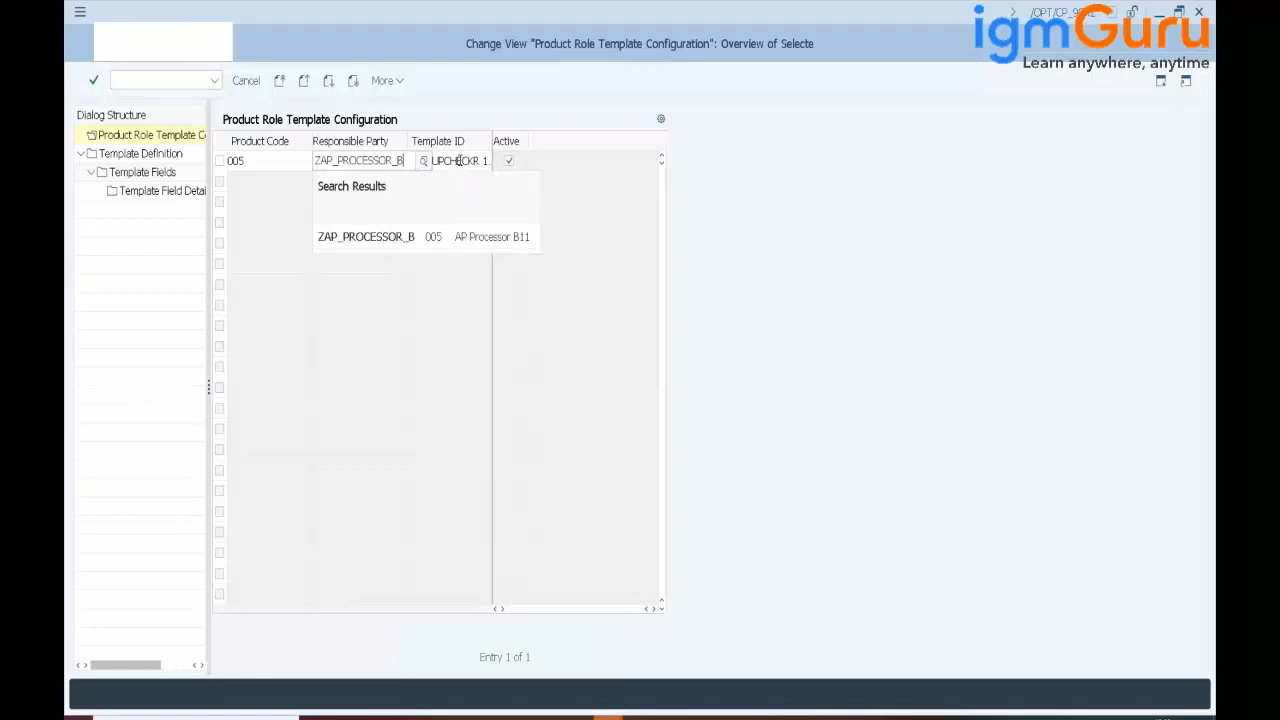 igmGuru
Learn anywhere, anytime
Change View "Product Role Template Configuration": Overview of Selecte
Cancel
More
Dialog Structure
Product Role Template C
Template Definition
Template Fields
Template Field Detai
Product Role Template Configuration
Product Code Responsible Party Template ID Active
005 ZAP_PROCESSOR_B 1.
Search Results
ZAP_PROCESSOR_B 005 AP Processor B11
Entry 1 of 1